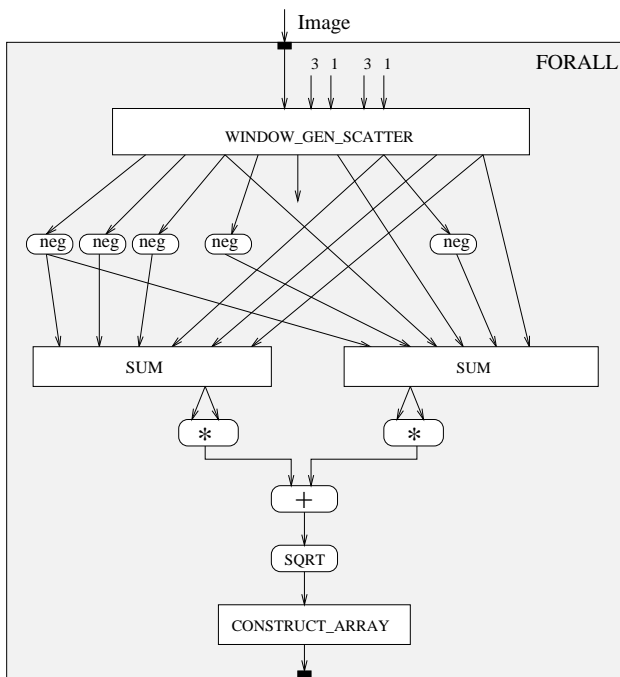 Image
FORALL
3 1 3 1
WINDOW_GEN_SCATTER
neg neg neg neg neg
SUM SUM
* *
+
SQRT
CONSTRUCT_ARRAY